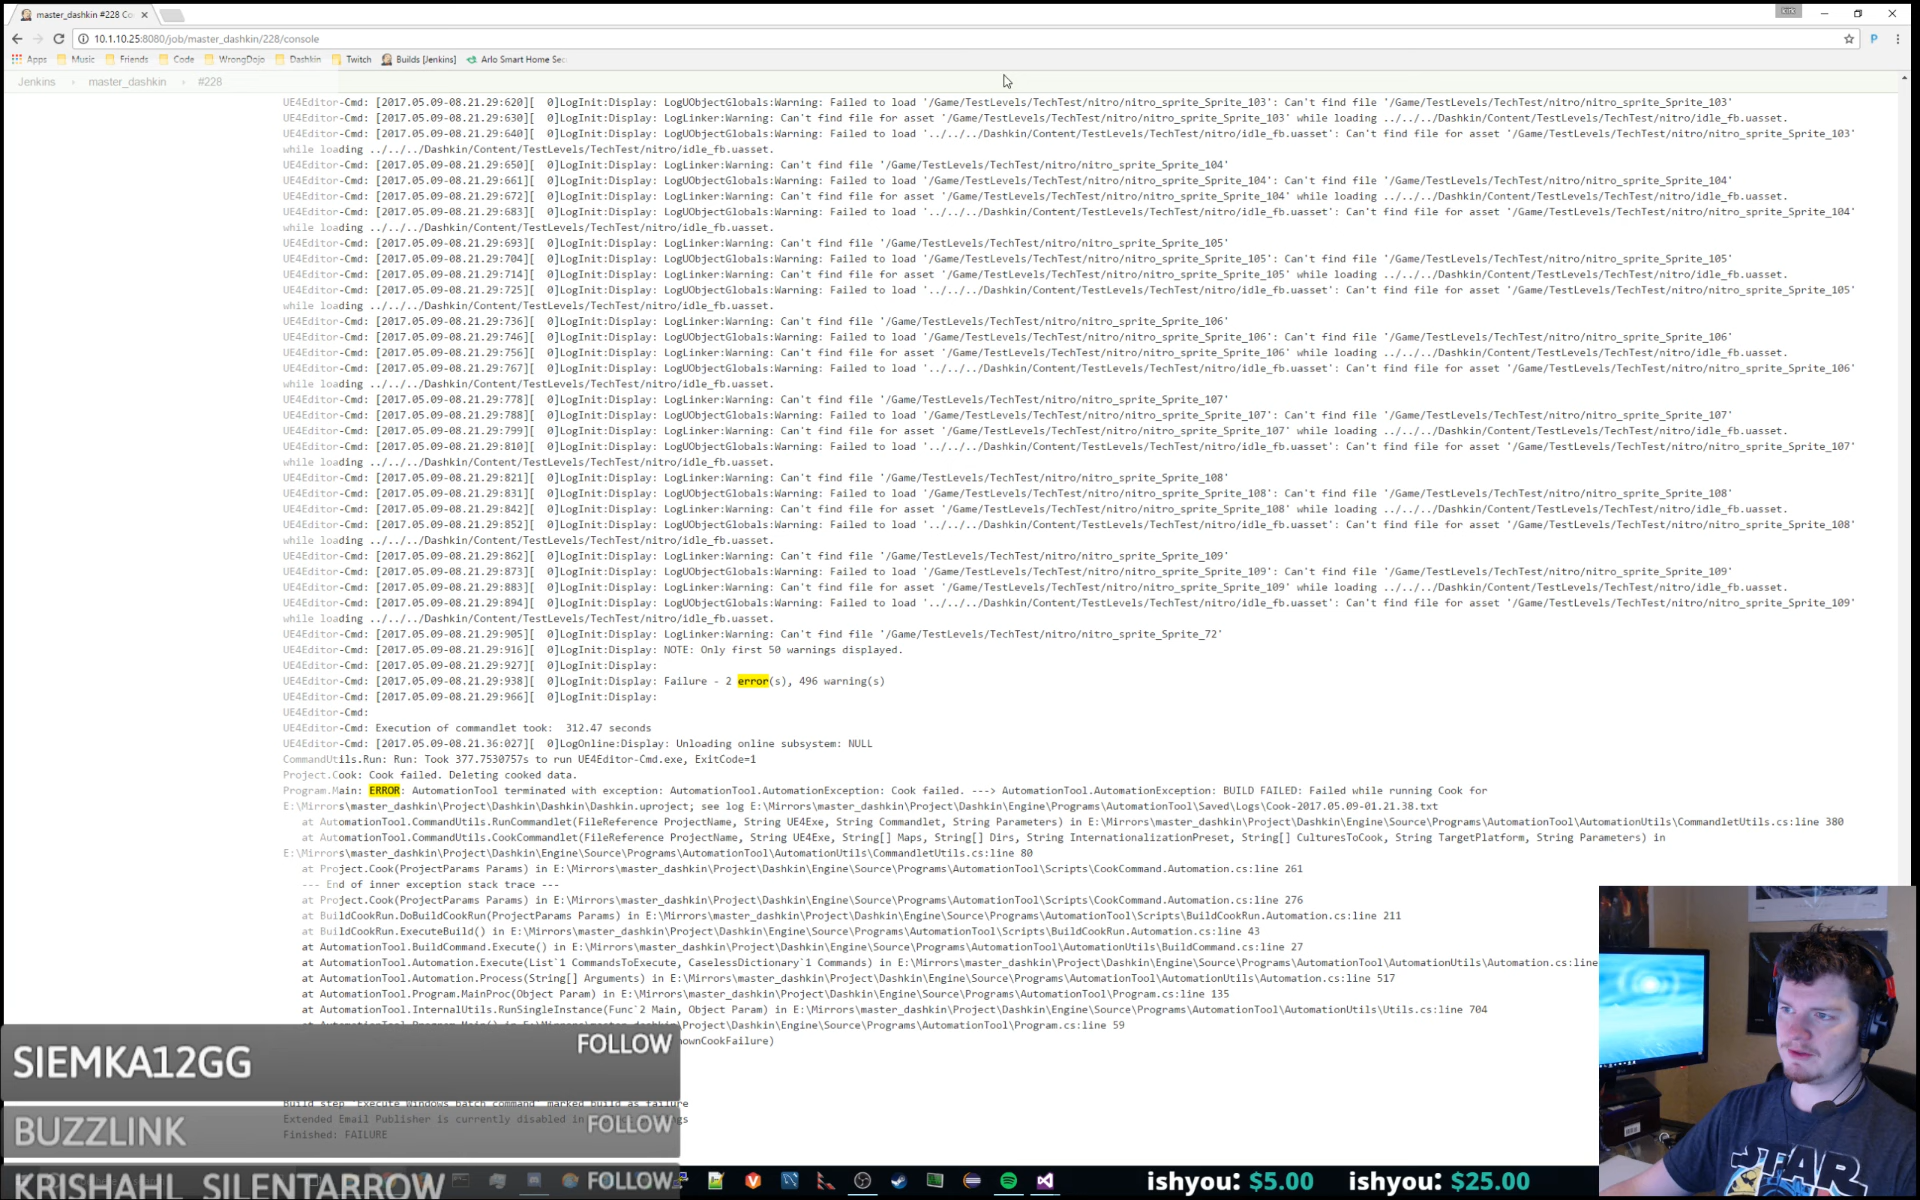 master_dashkin #228 Co
10.1.10.25:8080/job/master_dashkin/228/console
Apps Music Friends Code WrongDojo Dashkin Twitch Builds [Jenkins] Arlo Smart Home Sec
Jenkins master_dashkin #228
UE4Editor-Cmd: [2017.05.09-08.21.29:620][  0]LogInit:Display: LogUObjectGlobals:Warning: Failed to load '/Game/TestLevels/TechTest/nitro/nitro_sprite_Sprite_103': Can't find file '/Game/TestLevels/TechTest/nitro/nitro_sprite_Sprite_103'
UE4Editor-Cmd: [2017.05.09-08.21.29:630][  0]LogInit:Display: LogLinker:Warning: Can't find file for asset '/Game/TestLevels/TechTest/nitro/nitro_sprite_Sprite_103' while loading ../../../Dashkin/Content/TestLevels/TechTest/nitro/idle_fb.uasset.
UE4Editor-Cmd: [2017.05.09-08.21.29:640][  0]LogInit:Display: LogUObjectGlobals:Warning: Failed to load '../../../Dashkin/Content/TestLevels/TechTest/nitro/idle_fb.uasset': Can't find file for asset '/Game/TestLevels/TechTest/nitro/nitro_sprite_Sprite_103'
while loading ../../../Dashkin/Content/TestLevels/TechTest/nitro/idle_fb.uasset.
UE4Editor-Cmd: [2017.05.09-08.21.29:650][  0]LogInit:Display: LogLinker:Warning: Can't find file '/Game/TestLevels/TechTest/nitro/nitro_sprite_Sprite_104'
UE4Editor-Cmd: [2017.05.09-08.21.29:661][  0]LogInit:Display: LogUObjectGlobals:Warning: Failed to load '/Game/TestLevels/TechTest/nitro/nitro_sprite_Sprite_104': Can't find file '/Game/TestLevels/TechTest/nitro/nitro_sprite_Sprite_104'
UE4Editor-Cmd: [2017.05.09-08.21.29:672][  0]LogInit:Display: LogLinker:Warning: Can't find file for asset '/Game/TestLevels/TechTest/nitro/nitro_sprite_Sprite_104' while loading ../../../Dashkin/Content/TestLevels/TechTest/nitro/idle_fb.uasset.
UE4Editor-Cmd: [2017.05.09-08.21.29:683][  0]LogInit:Display: LogUObjectGlobals:Warning: Failed to load '../../../Dashkin/Content/TestLevels/TechTest/nitro/idle_fb.uasset': Can't find file for asset '/Game/TestLevels/TechTest/nitro/nitro_sprite_Sprite_104'
while loading ../../../Dashkin/Content/TestLevels/TechTest/nitro/idle_fb.uasset.
UE4Editor-Cmd: [2017.05.09-08.21.29:693][  0]LogInit:Display: LogLinker:Warning: Can't find file '/Game/TestLevels/TechTest/nitro/nitro_sprite_Sprite_105'
UE4Editor-Cmd: [2017.05.09-08.21.29:704][  0]LogInit:Display: LogUObjectGlobals:Warning: Failed to load '/Game/TestLevels/TechTest/nitro/nitro_sprite_Sprite_105': Can't find file '/Game/TestLevels/TechTest/nitro/nitro_sprite_Sprite_105'
UE4Editor-Cmd: [2017.05.09-08.21.29:714][  0]LogInit:Display: LogLinker:Warning: Can't find file for asset '/Game/TestLevels/TechTest/nitro/nitro_sprite_Sprite_105' while loading ../../../Dashkin/Content/TestLevels/TechTest/nitro/idle_fb.uasset.
UE4Editor-Cmd: [2017.05.09-08.21.29:725][  0]LogInit:Display: LogUObjectGlobals:Warning: Failed to load '../../../Dashkin/Content/TestLevels/TechTest/nitro/idle_fb.uasset': Can't find file for asset '/Game/TestLevels/TechTest/nitro/nitro_sprite_Sprite_105'
while loading ../../../Dashkin/Content/TestLevels/TechTest/nitro/idle_fb.uasset.
UE4Editor-Cmd: [2017.05.09-08.21.29:736][  0]LogInit:Display: LogLinker:Warning: Can't find file '/Game/TestLevels/TechTest/nitro/nitro_sprite_Sprite_106'
UE4Editor-Cmd: [2017.05.09-08.21.29:746][  0]LogInit:Display: LogUObjectGlobals:Warning: Failed to load '/Game/TestLevels/TechTest/nitro/nitro_sprite_Sprite_106': Can't find file '/Game/TestLevels/TechTest/nitro/nitro_sprite_Sprite_106'
UE4Editor-Cmd: [2017.05.09-08.21.29:756][  0]LogInit:Display: LogLinker:Warning: Can't find file for asset '/Game/TestLevels/TechTest/nitro/nitro_sprite_Sprite_106' while loading ../../../Dashkin/Content/TestLevels/TechTest/nitro/idle_fb.uasset.
UE4Editor-Cmd: [2017.05.09-08.21.29:767][  0]LogInit:Display: LogUObjectGlobals:Warning: Failed to load '../../../Dashkin/Content/TestLevels/TechTest/nitro/idle_fb.uasset': Can't find file for asset '/Game/TestLevels/TechTest/nitro/nitro_sprite_Sprite_106'
while loading ../../../Dashkin/Content/TestLevels/TechTest/nitro/idle_fb.uasset.
UE4Editor-Cmd: [2017.05.09-08.21.29:778][  0]LogInit:Display: LogLinker:Warning: Can't find file '/Game/TestLevels/TechTest/nitro/nitro_sprite_Sprite_107'
UE4Editor-Cmd: [2017.05.09-08.21.29:788][  0]LogInit:Display: LogUObjectGlobals:Warning: Failed to load '/Game/TestLevels/TechTest/nitro/nitro_sprite_Sprite_107': Can't find file '/Game/TestLevels/TechTest/nitro/nitro_sprite_Sprite_107'
UE4Editor-Cmd: [2017.05.09-08.21.29:799][  0]LogInit:Display: LogLinker:Warning: Can't find file for asset '/Game/TestLevels/TechTest/nitro/nitro_sprite_Sprite_107' while loading ../../../Dashkin/Content/TestLevels/TechTest/nitro/idle_fb.uasset.
UE4Editor-Cmd: [2017.05.09-08.21.29:810][  0]LogInit:Display: LogUObjectGlobals:Warning: Failed to load '../../../Dashkin/Content/TestLevels/TechTest/nitro/idle_fb.uasset': Can't find file for asset '/Game/TestLevels/TechTest/nitro/nitro_sprite_Sprite_107'
while loading ../../../Dashkin/Content/TestLevels/TechTest/nitro/idle_fb.uasset.
UE4Editor-Cmd: [2017.05.09-08.21.29:821][  0]LogInit:Display: LogLinker:Warning: Can't find file '/Game/TestLevels/TechTest/nitro/nitro_sprite_Sprite_108'
UE4Editor-Cmd: [2017.05.09-08.21.29:831][  0]LogInit:Display: LogUObjectGlobals:Warning: Failed to load '/Game/TestLevels/TechTest/nitro/nitro_sprite_Sprite_108': Can't find file '/Game/TestLevels/TechTest/nitro/nitro_sprite_Sprite_108'
UE4Editor-Cmd: [2017.05.09-08.21.29:842][  0]LogInit:Display: LogLinker:Warning: Can't find file for asset '/Game/TestLevels/TechTest/nitro/nitro_sprite_Sprite_108' while loading ../../../Dashkin/Content/TestLevels/TechTest/nitro/idle_fb.uasset.
UE4Editor-Cmd: [2017.05.09-08.21.29:852][  0]LogInit:Display: LogUObjectGlobals:Warning: Failed to load '../../../Dashkin/Content/TestLevels/TechTest/nitro/idle_fb.uasset': Can't find file for asset '/Game/TestLevels/TechTest/nitro/nitro_sprite_Sprite_108'
while loading ../../../Dashkin/Content/TestLevels/TechTest/nitro/idle_fb.uasset.
UE4Editor-Cmd: [2017.05.09-08.21.29:862][  0]LogInit:Display: LogLinker:Warning: Can't find file '/Game/TestLevels/TechTest/nitro/nitro_sprite_Sprite_109'
UE4Editor-Cmd: [2017.05.09-08.21.29:873][  0]LogInit:Display: LogUObjectGlobals:Warning: Failed to load '/Game/TestLevels/TechTest/nitro/nitro_sprite_Sprite_109': Can't find file '/Game/TestLevels/TechTest/nitro/nitro_sprite_Sprite_109'
UE4Editor-Cmd: [2017.05.09-08.21.29:883][  0]LogInit:Display: LogLinker:Warning: Can't find file for asset '/Game/TestLevels/TechTest/nitro/nitro_sprite_Sprite_109' while loading ../../../Dashkin/Content/TestLevels/TechTest/nitro/idle_fb.uasset.
UE4Editor-Cmd: [2017.05.09-08.21.29:894][  0]LogInit:Display: LogUObjectGlobals:Warning: Failed to load '../../../Dashkin/Content/TestLevels/TechTest/nitro/idle_fb.uasset': Can't find file for asset '/Game/TestLevels/TechTest/nitro/nitro_sprite_Sprite_109'
while loading ../../../Dashkin/Content/TestLevels/TechTest/nitro/idle_fb.uasset.
UE4Editor-Cmd: [2017.05.09-08.21.29:905][  0]LogInit:Display: LogLinker:Warning: Can't find file '/Game/TestLevels/TechTest/nitro/nitro_sprite_Sprite_72'
UE4Editor-Cmd: [2017.05.09-08.21.29:916][  0]LogInit:Display: NOTE: Only first 50 warnings displayed.
UE4Editor-Cmd: [2017.05.09-08.21.29:927][  0]LogInit:Display:
UE4Editor-Cmd: [2017.05.09-08.21.29:938][  0]LogInit:Display: Failure - 2 error(s), 496 warning(s)
UE4Editor-Cmd: [2017.05.09-08.21.29:966][  0]LogInit:Display:
UE4Editor-Cmd:
UE4Editor-Cmd: Execution of commandlet took:  312.47 seconds
UE4Editor-Cmd: [2017.05.09-08.21.36:027][  0]LogOnline:Display: Unloading online subsystem: NULL
CommandUtils.Run: Run: Took 377.7530757s to run UE4Editor-Cmd.exe, ExitCode=1
Project.Cook: Cook failed. Deleting cooked data.
Program.Main: ERROR: AutomationTool terminated with exception: AutomationTool.AutomationException: Cook failed. ---> AutomationTool.AutomationException: BUILD FAILED: Failed while running Cook for
E:\Mirrors\master_dashkin\Project\Dashkin\Dashkin\Dashkin.uproject; see log E:\Mirrors\master_dashkin\Project\Dashkin\Engine\Programs\AutomationTool\Saved\Logs\Cook-2017.05.09-01.21.38.txt
at AutomationTool.CommandUtils.RunCommandlet(FileReference ProjectName, String UE4Exe, String Commandlet, String Parameters) in E:\Mirrors\master_dashkin\Project\Dashkin\Engine\Source\Programs\AutomationTool\AutomationUtils\CommandletUtils.cs:line 380
at AutomationTool.CommandUtils.CookCommandlet(FileReference ProjectName, String UE4Exe, String[] Maps, String[] Dirs, String InternationalizationPreset, String[] CulturesToCook, String TargetPlatform, String Parameters) in
E:\Mirrors\master_dashkin\Project\Dashkin\Engine\Source\Programs\AutomationTool\AutomationUtils\CommandletUtils.cs:line 80
at Project.Cook(ProjectParams Params) in E:\Mirrors\master_dashkin\Project\Dashkin\Engine\Source\Programs\AutomationTool\Scripts\CookCommand.Automation.cs:line 261
--- End of inner exception stack trace ---
at Project.Cook(ProjectParams Params) in E:\Mirrors\master_dashkin\Project\Dashkin\Engine\Source\Programs\AutomationTool\Scripts\CookCommand.Automation.cs:line 276
at BuildCookRun.DoBuildCookRun(ProjectParams Params) in E:\Mirrors\master_dashkin\Project\Dashkin\Engine\Source\Programs\AutomationTool\Scripts\BuildCookRun.Automation.cs:line 211
at BuildCookRun.ExecuteBuild() in E:\Mirrors\master_dashkin\Project\Dashkin\Engine\Source\Programs\AutomationTool\Scripts\BuildCookRun.Automation.cs:line 43
at AutomationTool.BuildCommand.Execute() in E:\Mirrors\master_dashkin\Project\Dashkin\Engine\Source\Programs\AutomationTool\AutomationUtils\BuildCommand.cs:line 27
at AutomationTool.Automation.Execute(List`1 CommandsToExecute, CaselessDictionary`1 Commands) in E:\Mirrors\master_dashkin\Project\Dashkin\Engine\Source\Programs\AutomationTool\AutomationUtils\Automation.cs:line
at AutomationTool.Automation.Process(String[] Arguments) in E:\Mirrors\master_dashkin\Project\Dashkin\Engine\Source\Programs\AutomationTool\AutomationUtils\Automation.cs:line 517
at AutomationTool.Program.MainProc(Object Param) in E:\Mirrors\master_dashkin\Project\Dashkin\Engine\Source\Programs\AutomationTool\Program.cs:line 135
at AutomationTool.InternalUtils.RunSingleInstance(Func`2 Main, Object Param) in E:\Mirrors\master_dashkin\Project\Dashkin\Engine\Source\Programs\AutomationTool\AutomationUtils\Utils.cs:line 704
\Project\Dashkin\Engine\Source\Programs\AutomationTool\Program.cs:line 59
SIEMKA12GG FOLLOW
ownCookFailure)
Build step 'Execute Windows batch command' marked build as failure
BUZZLINK FOLLOW
Extended Email Publisher is currently disabled in
Finished: FAILURE
KRISHAHL_SILENTARROW FOLLOW
ishyou: $5.00 ishyou: $25.00
STAR